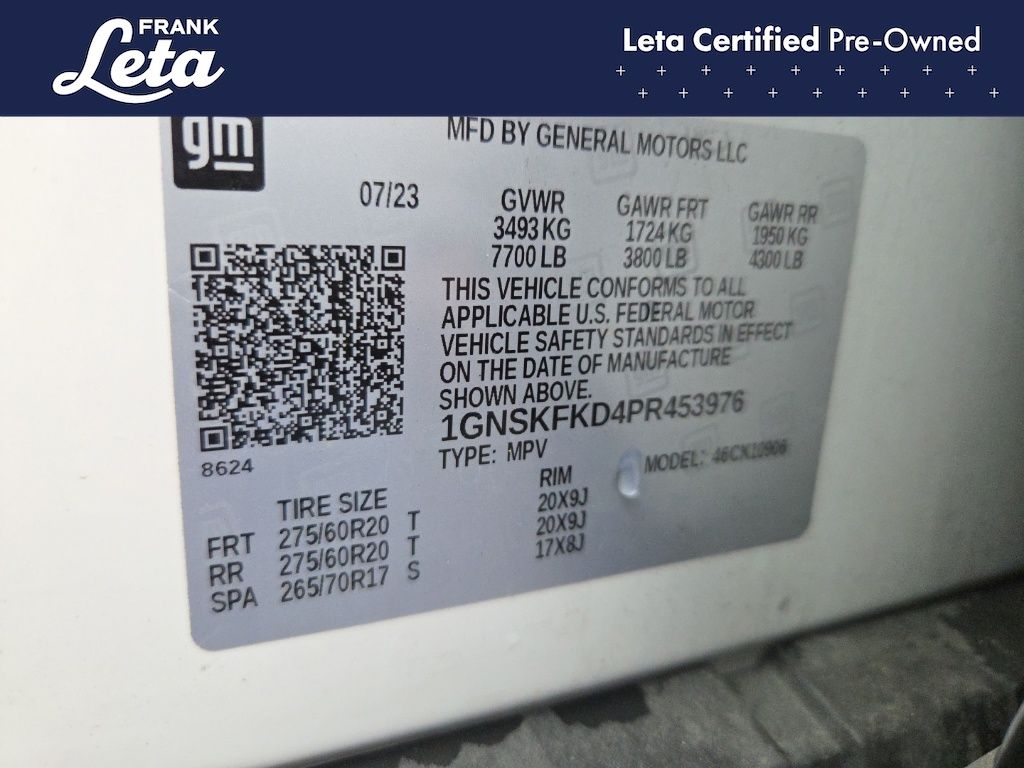 FRANK
Leta
Leta Certified Pre-Owned
gm
MFD BY GENERAL MOTORS LLC
07/23
GVWR GAWR FRT GAWR RR
3493 KG 1724 KG 1950 KG
7700 LB 3800 LB 4300 LB
THIS VEHICLE CONFORMS TO ALL
APPLICABLE U.S. FEDERAL MOTOR
VEHICLE SAFETY STANDARDS IN EFFECT
ON THE DATE OF MANUFACTURE
SHOWN ABOVE.
1GNSKFKD4PR453976
8624
TYPE: MPV MODEL: 46CK10906
TIRE SIZE RIM
FRT 275/60R20 T 20X9J
RR 275/60R20 T 20X9J
SPA 265/70R17 S 17X8J